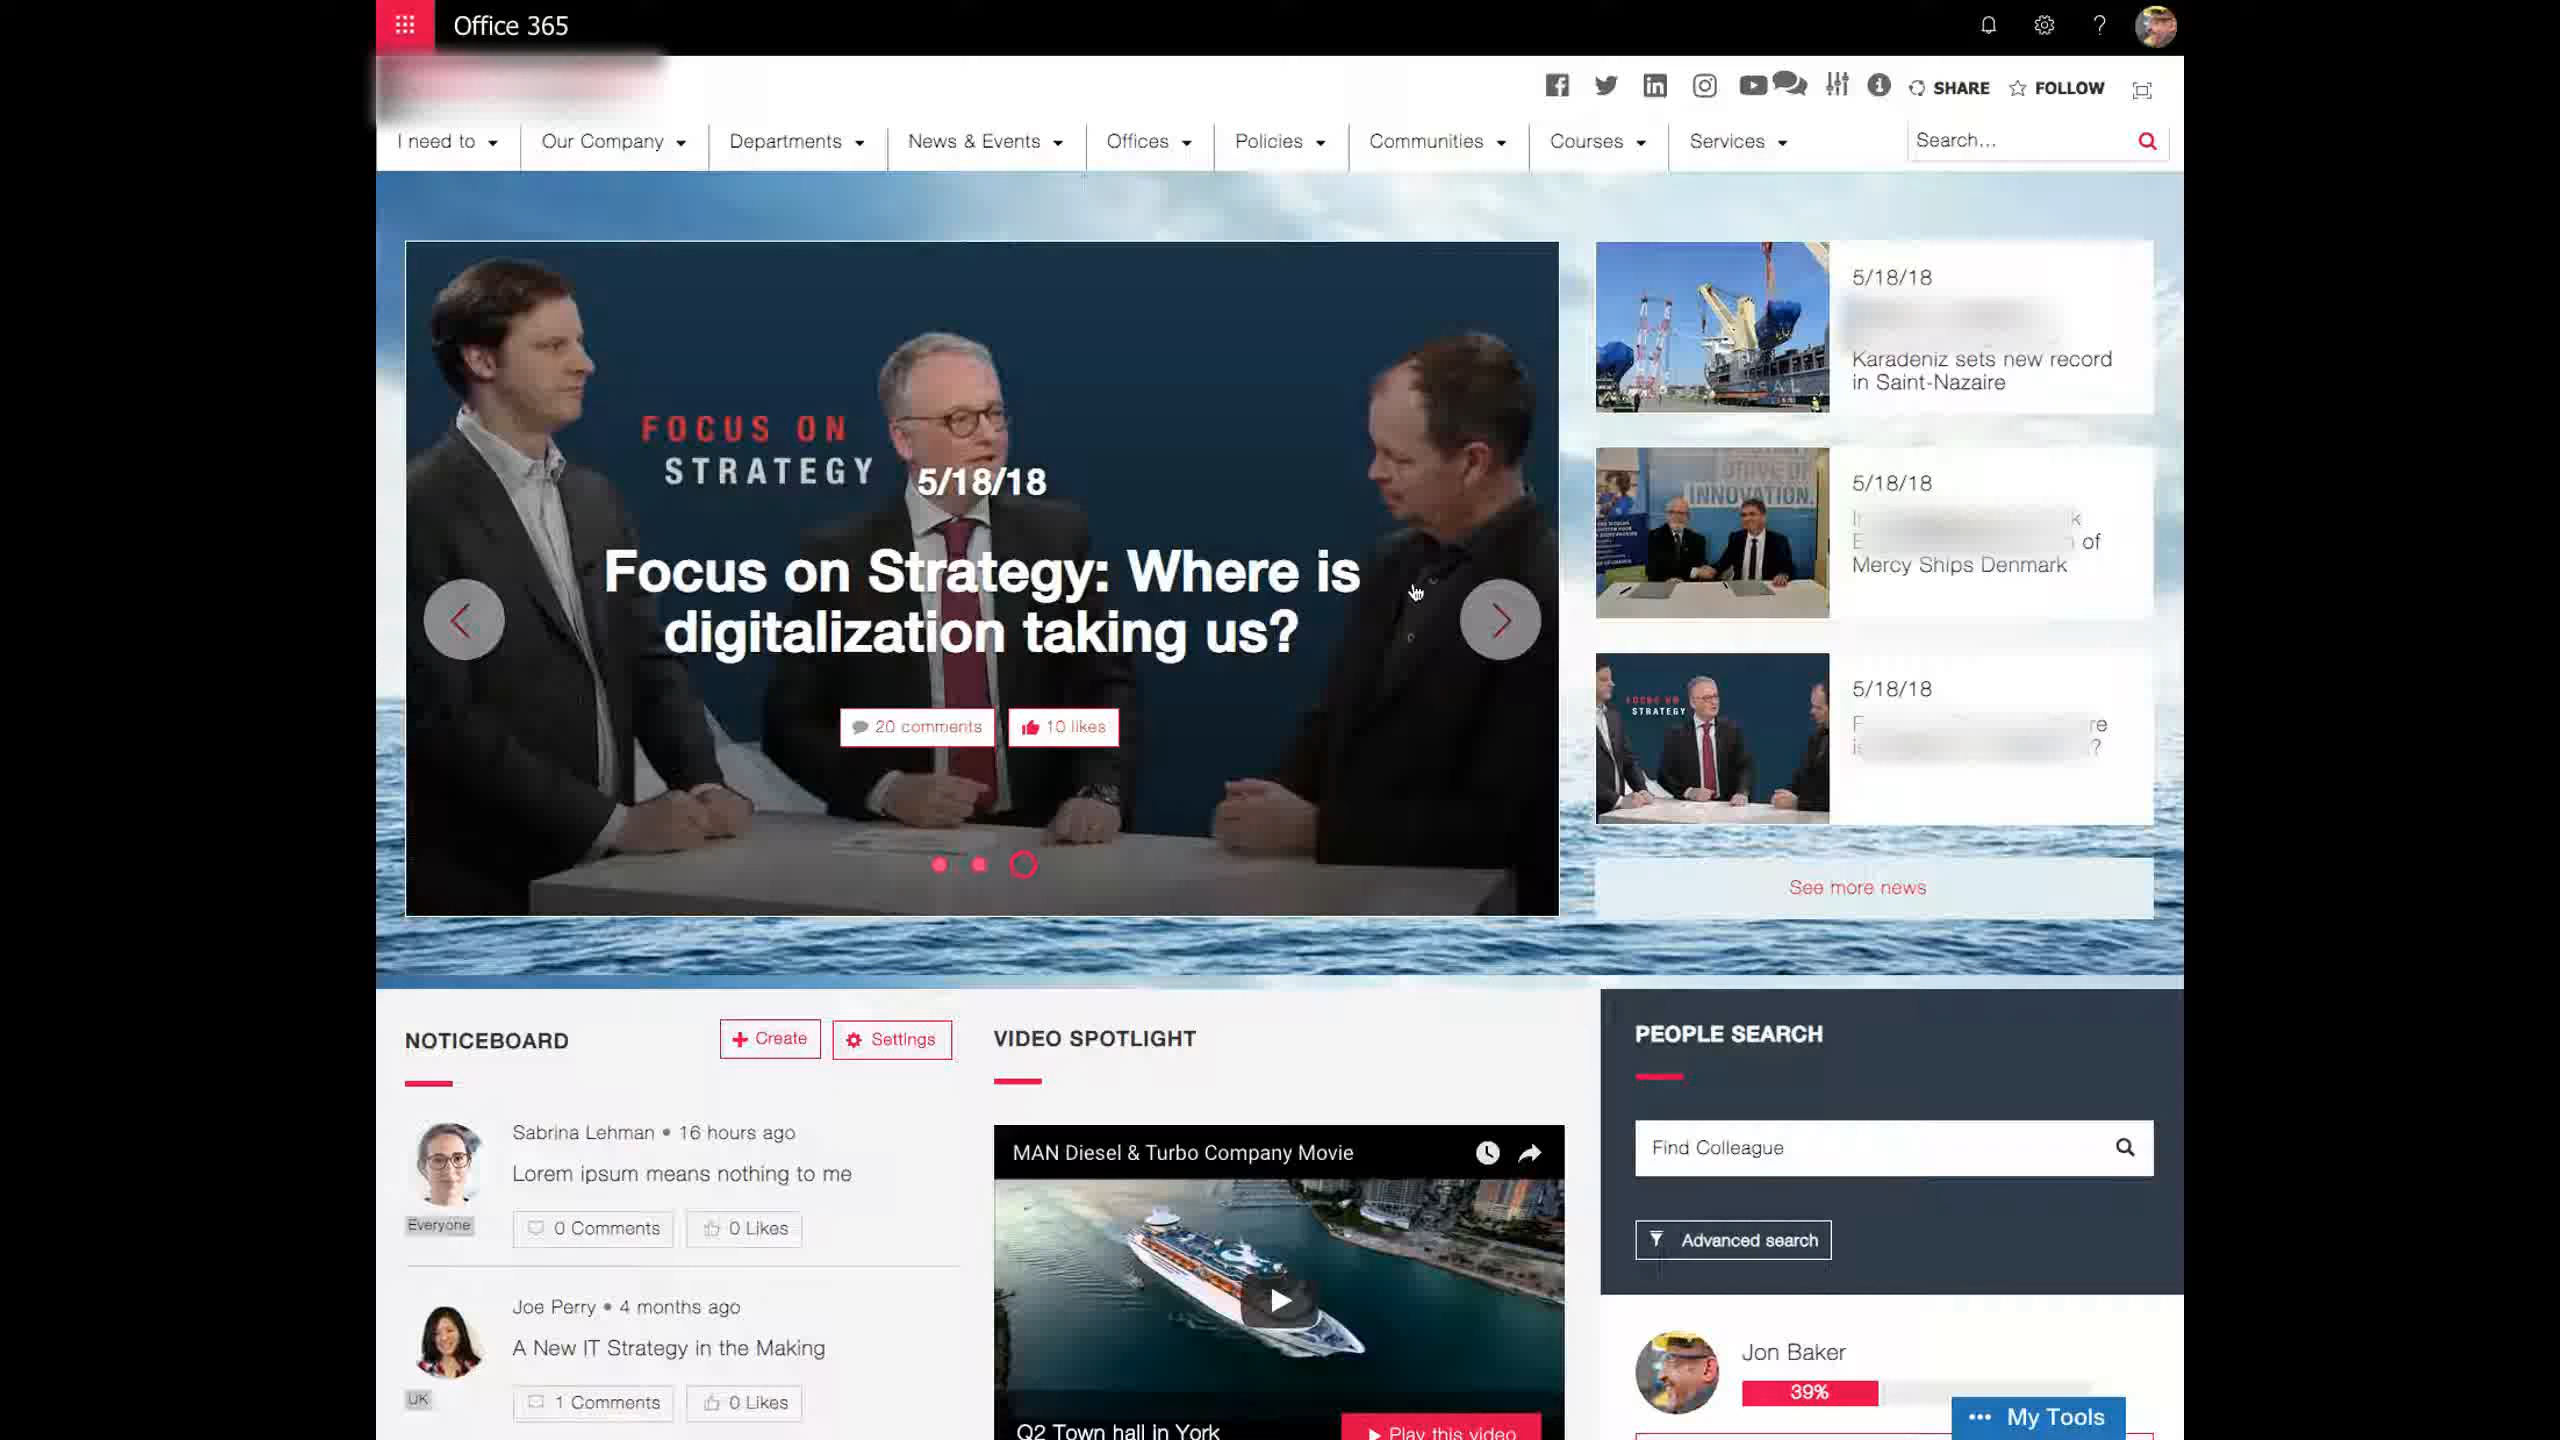 Office 365
SHARE FOLLOW
I need to Our Company Departments News & Events Offices Policies Communities Courses Services Search...
FOCUS ON
STRATEGY
5/18/18
Focus on Strategy: Where is
digitalization taking us?
20 comments 10 likes
5/18/18
Karadeniz sets new record
in Saint-Nazaire
INNOVATION.
5/18/18
of
Mercy Ships Denmark
FOCUS ON
STRATEGY
5/18/18
See more news
NOTICEBOARD
Create Settings
Sabrina Lehman • 16 hours ago
Lorem ipsum means nothing to me
Everyone
0 Comments 0 Likes
Joe Perry • 4 months ago
A New IT Strategy in the Making
UK
1 Comments 0 Likes
VIDEO SPOTLIGHT
MAN Diesel & Turbo Company Movie
Q2 Town hall in York
Play this video
PEOPLE SEARCH
Find Colleague
Advanced search
Jon Baker
39%
My Tools